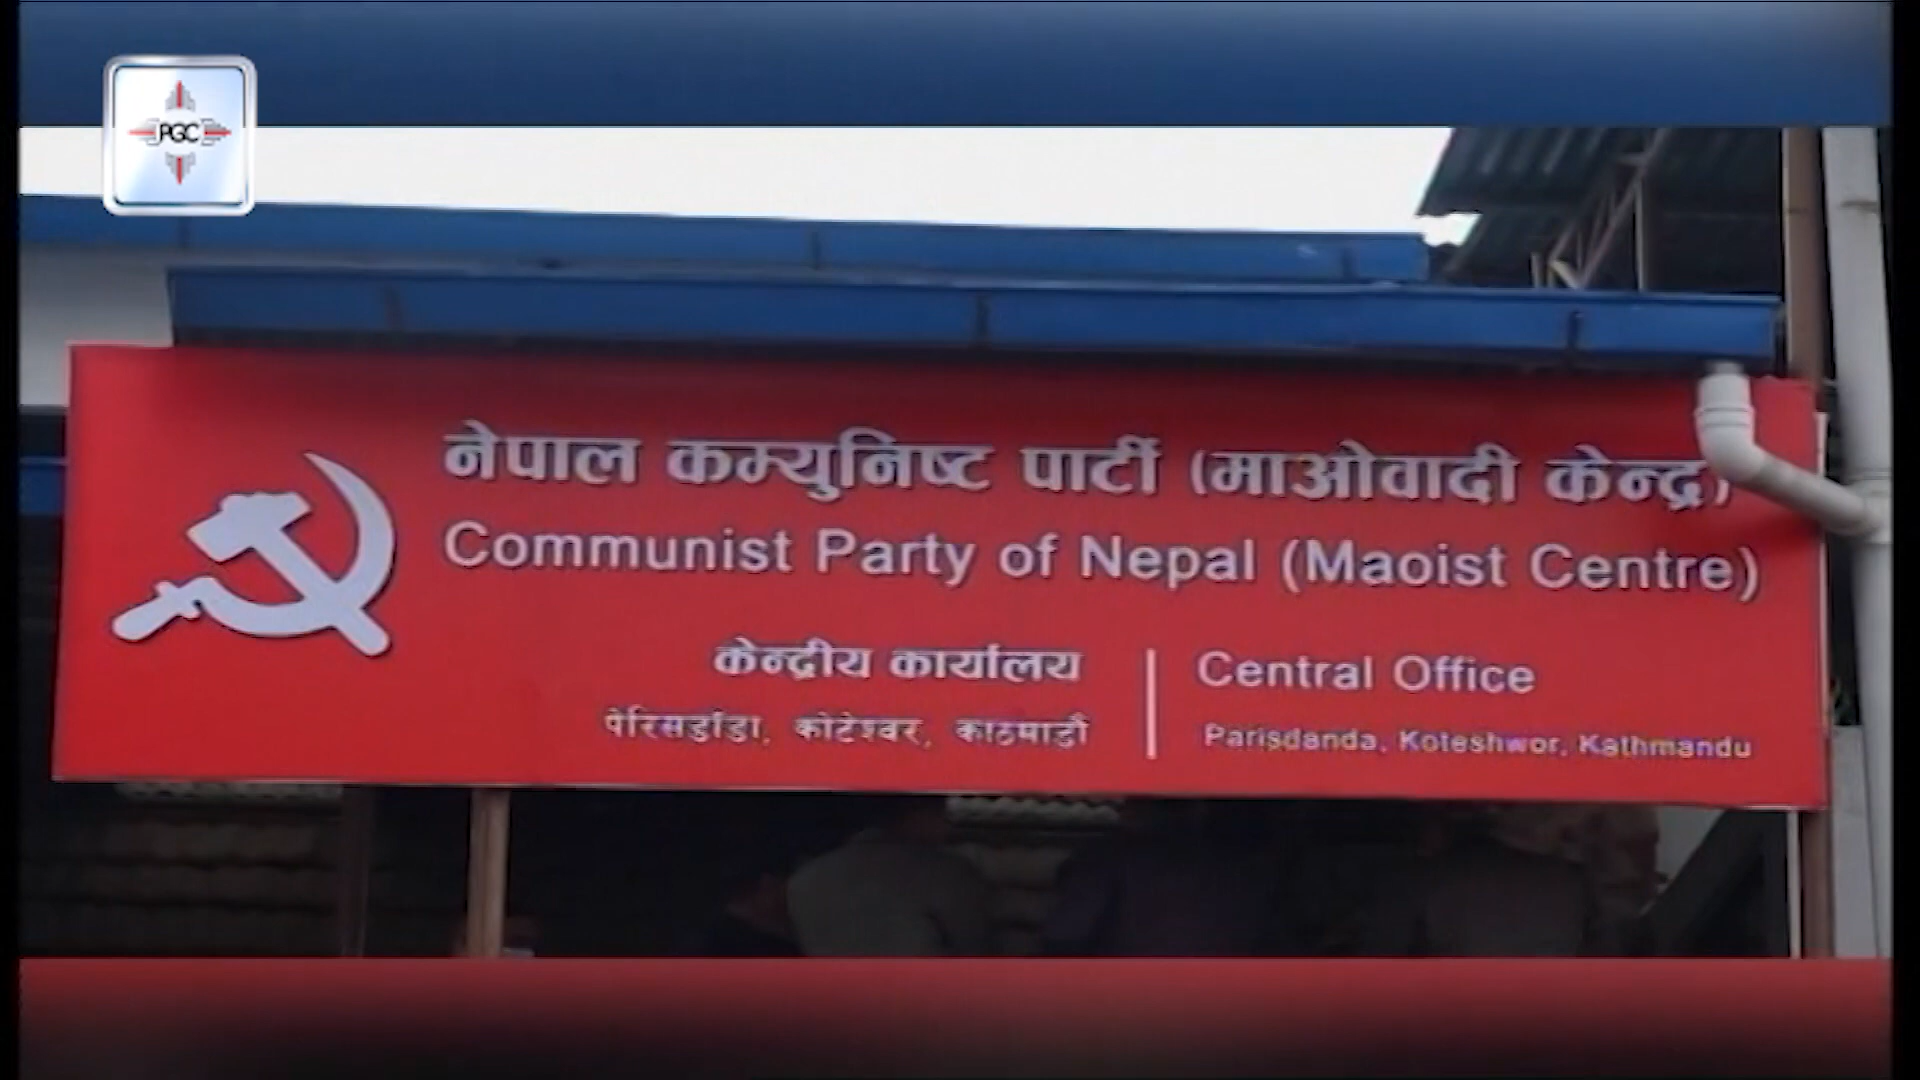 PGC
नेपाल कम्युनिष्ट पार्टी (माओवादी केन्द्र)
Communist Party of Nepal (Maoist Centre)
केन्द्रीय कार्यालय
पेरिसडाँडा, कोटेश्वर, काठमाडौं
Central Office
Parisdanda, Koteshwor, Kathmandu